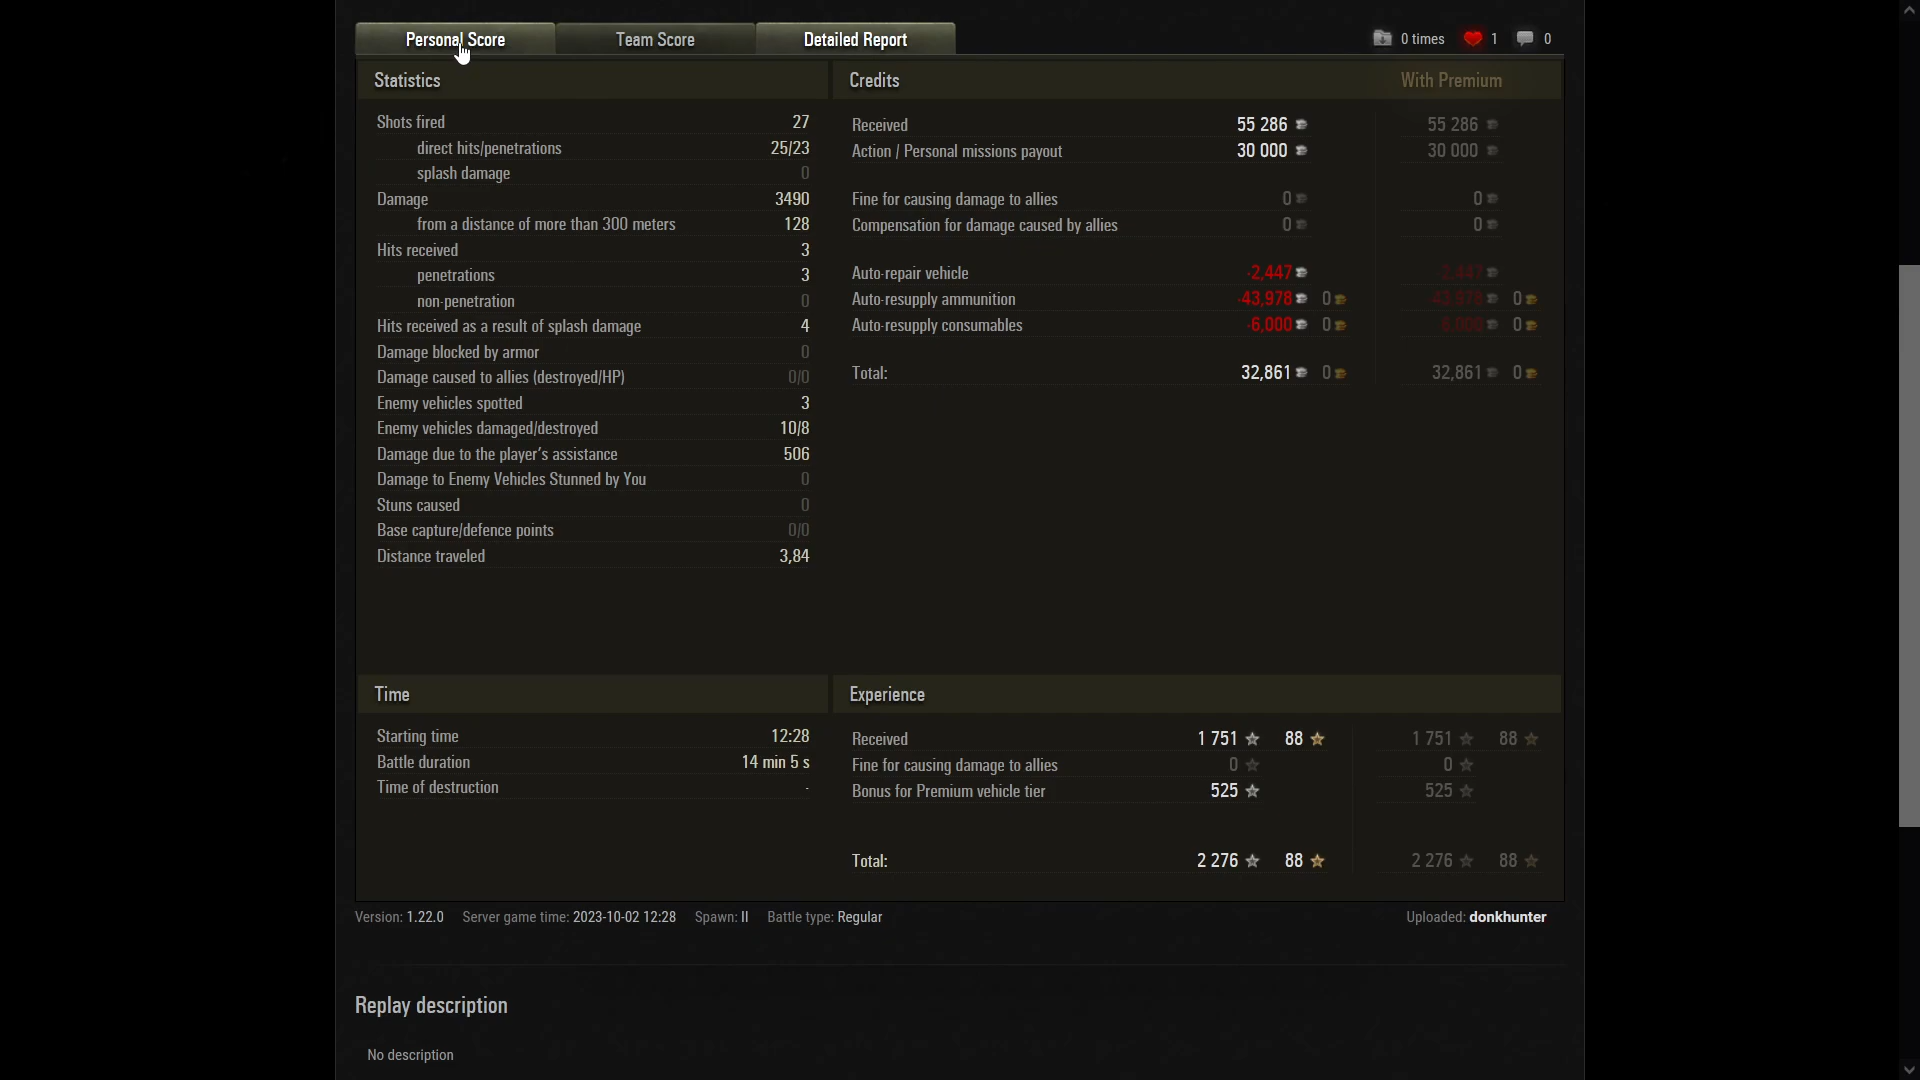 Personal Score Team Score Detailed Report 0 times 1 0
Statistics
Shots fired 27
direct hits/penetrations 25/23
splash damage 0
Damage 3490
from a distance of more than 300 meters 128
Hits received 3
penetrations 3
non-penetration 0
Hits received as a result of splash damage 4
Damage blocked by armor 0
Damage caused to allies (destroyed/HP) 0/0
Enemy vehicles spotted 3
Enemy vehicles damaged/destroyed 10/8
Damage due to the player's assistance 506
Damage to Enemy Vehicles Stunned by You 0
Stuns caused 0
Base capture/defence points 0/0
Distance traveled 3,84
Credits With Premium
Received 55 286 55 286
Action / Personal missions payout 30 000 30 000
Fine for causing damage to allies 0 0
Compensation for damage caused by allies 0 0
Auto-repair vehicle -2,447 -2,447
Auto-resupply ammunition -43,978 0 -43,978 0
Auto-resupply consumables -6,000 0 -6,000 0
Total: 32,861 0 32,861 0
Time
Starting time 12:28
Battle duration 14 min 5 s
Time of destruction -
Experience
Received 1 751 88 1 751 88
Fine for causing damage to allies 0 0
Bonus for Premium vehicle tier 525 525
Total: 2 276 88 2 276 88
Version: 1.22.0 Server game time: 2023-10-02 12:28 Spawn: II Battle type: Regular Uploaded: donkhunter
Replay description
No description